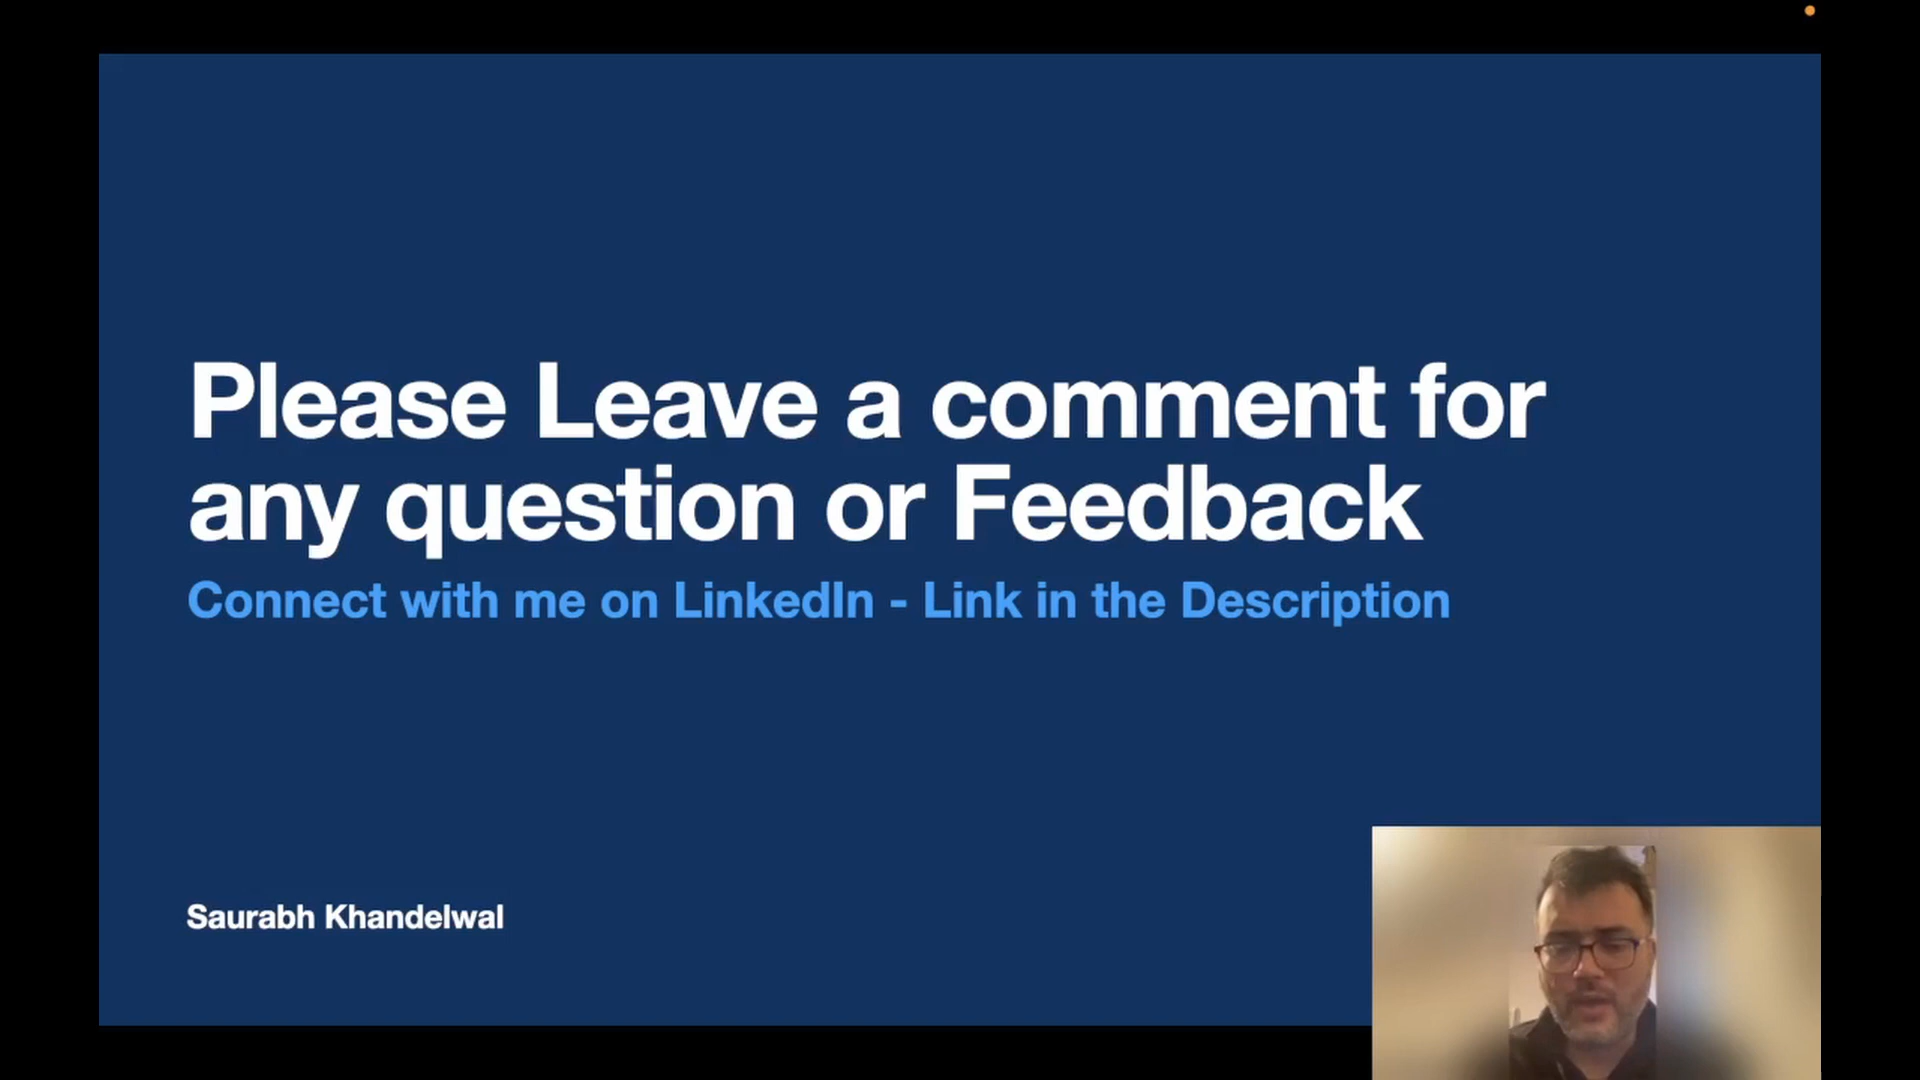 Please Leave a comment for
any question or Feedback
Connect with me on LinkedIn - Link in the Description
Saurabh Khandelwal